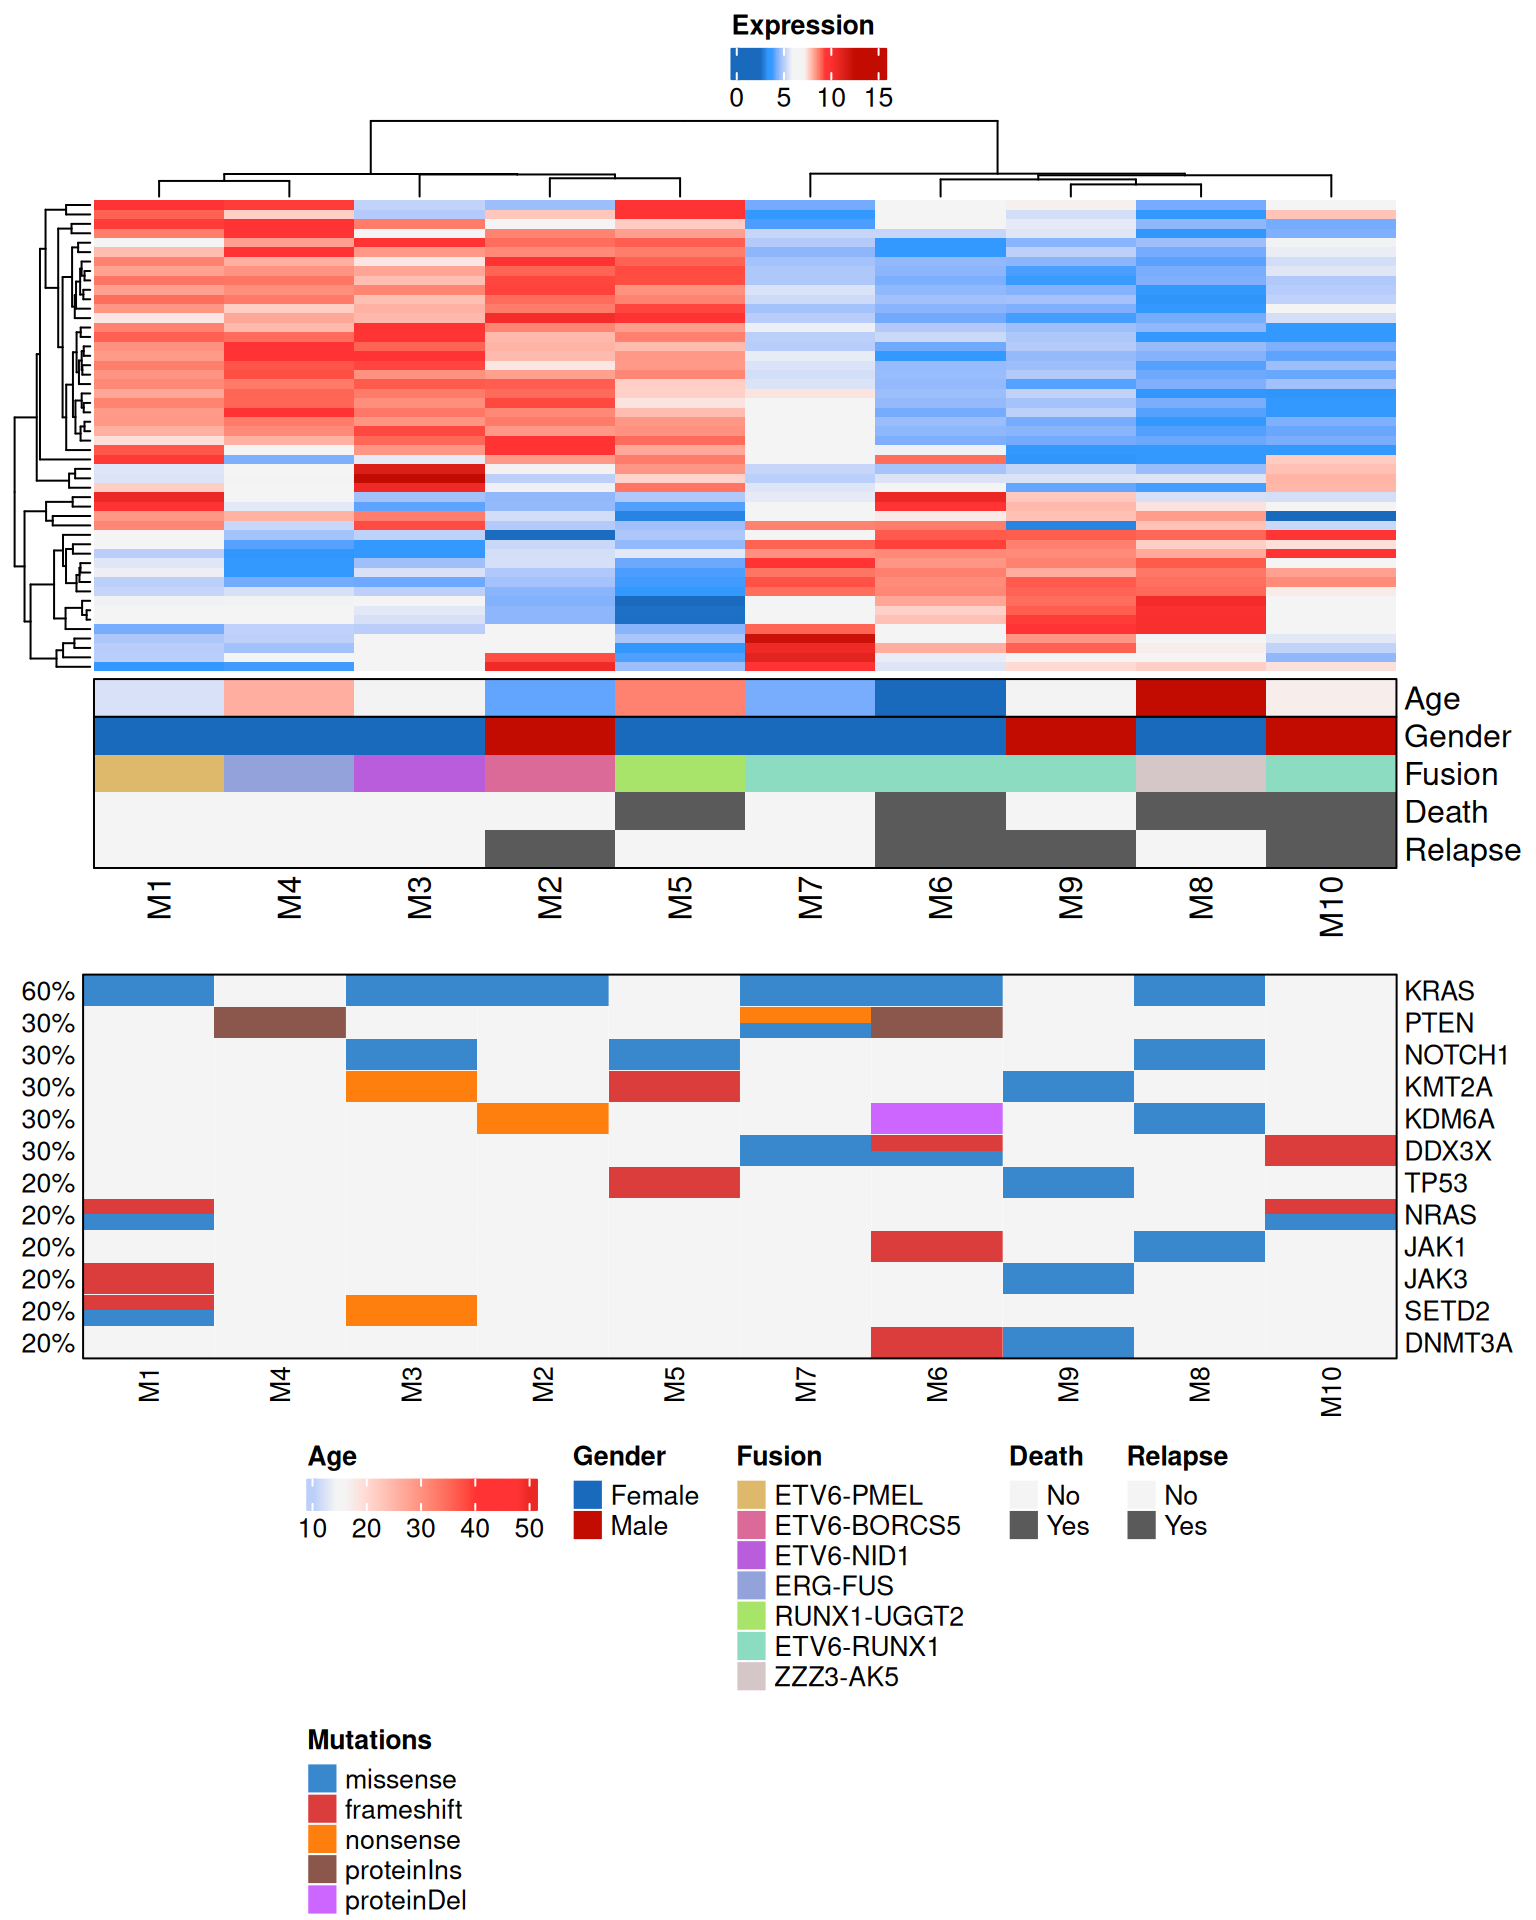 Expression
0 5 10 15
Age
Gender
Fusion
Death
Relapse
M1 M4 M3 M2 M5 M7 M6 M9 M8 M10
60% KRAS
30% PTEN
30% NOTCH1
30% KMT2A
30% KDM6A
30% DDX3X
20% TP53
20% NRAS
20% JAK1
20% JAK3
20% SETD2
20% DNMT3A
M1 M4 M3 M2 M5 M7 M6 M9 M8 M10
Age
10 20 30 40 50
Gender
Female
Male
Fusion
ETV6-PMEL
ETV6-BORCS5
ETV6-NID1
ERG-FUS
RUNX1-UGGT2
ETV6-RUNX1
ZZZ3-AK5
Death
No
Yes
Relapse
No
Yes
Mutations
missense
frameshift
nonsense
proteinIns
proteinDel